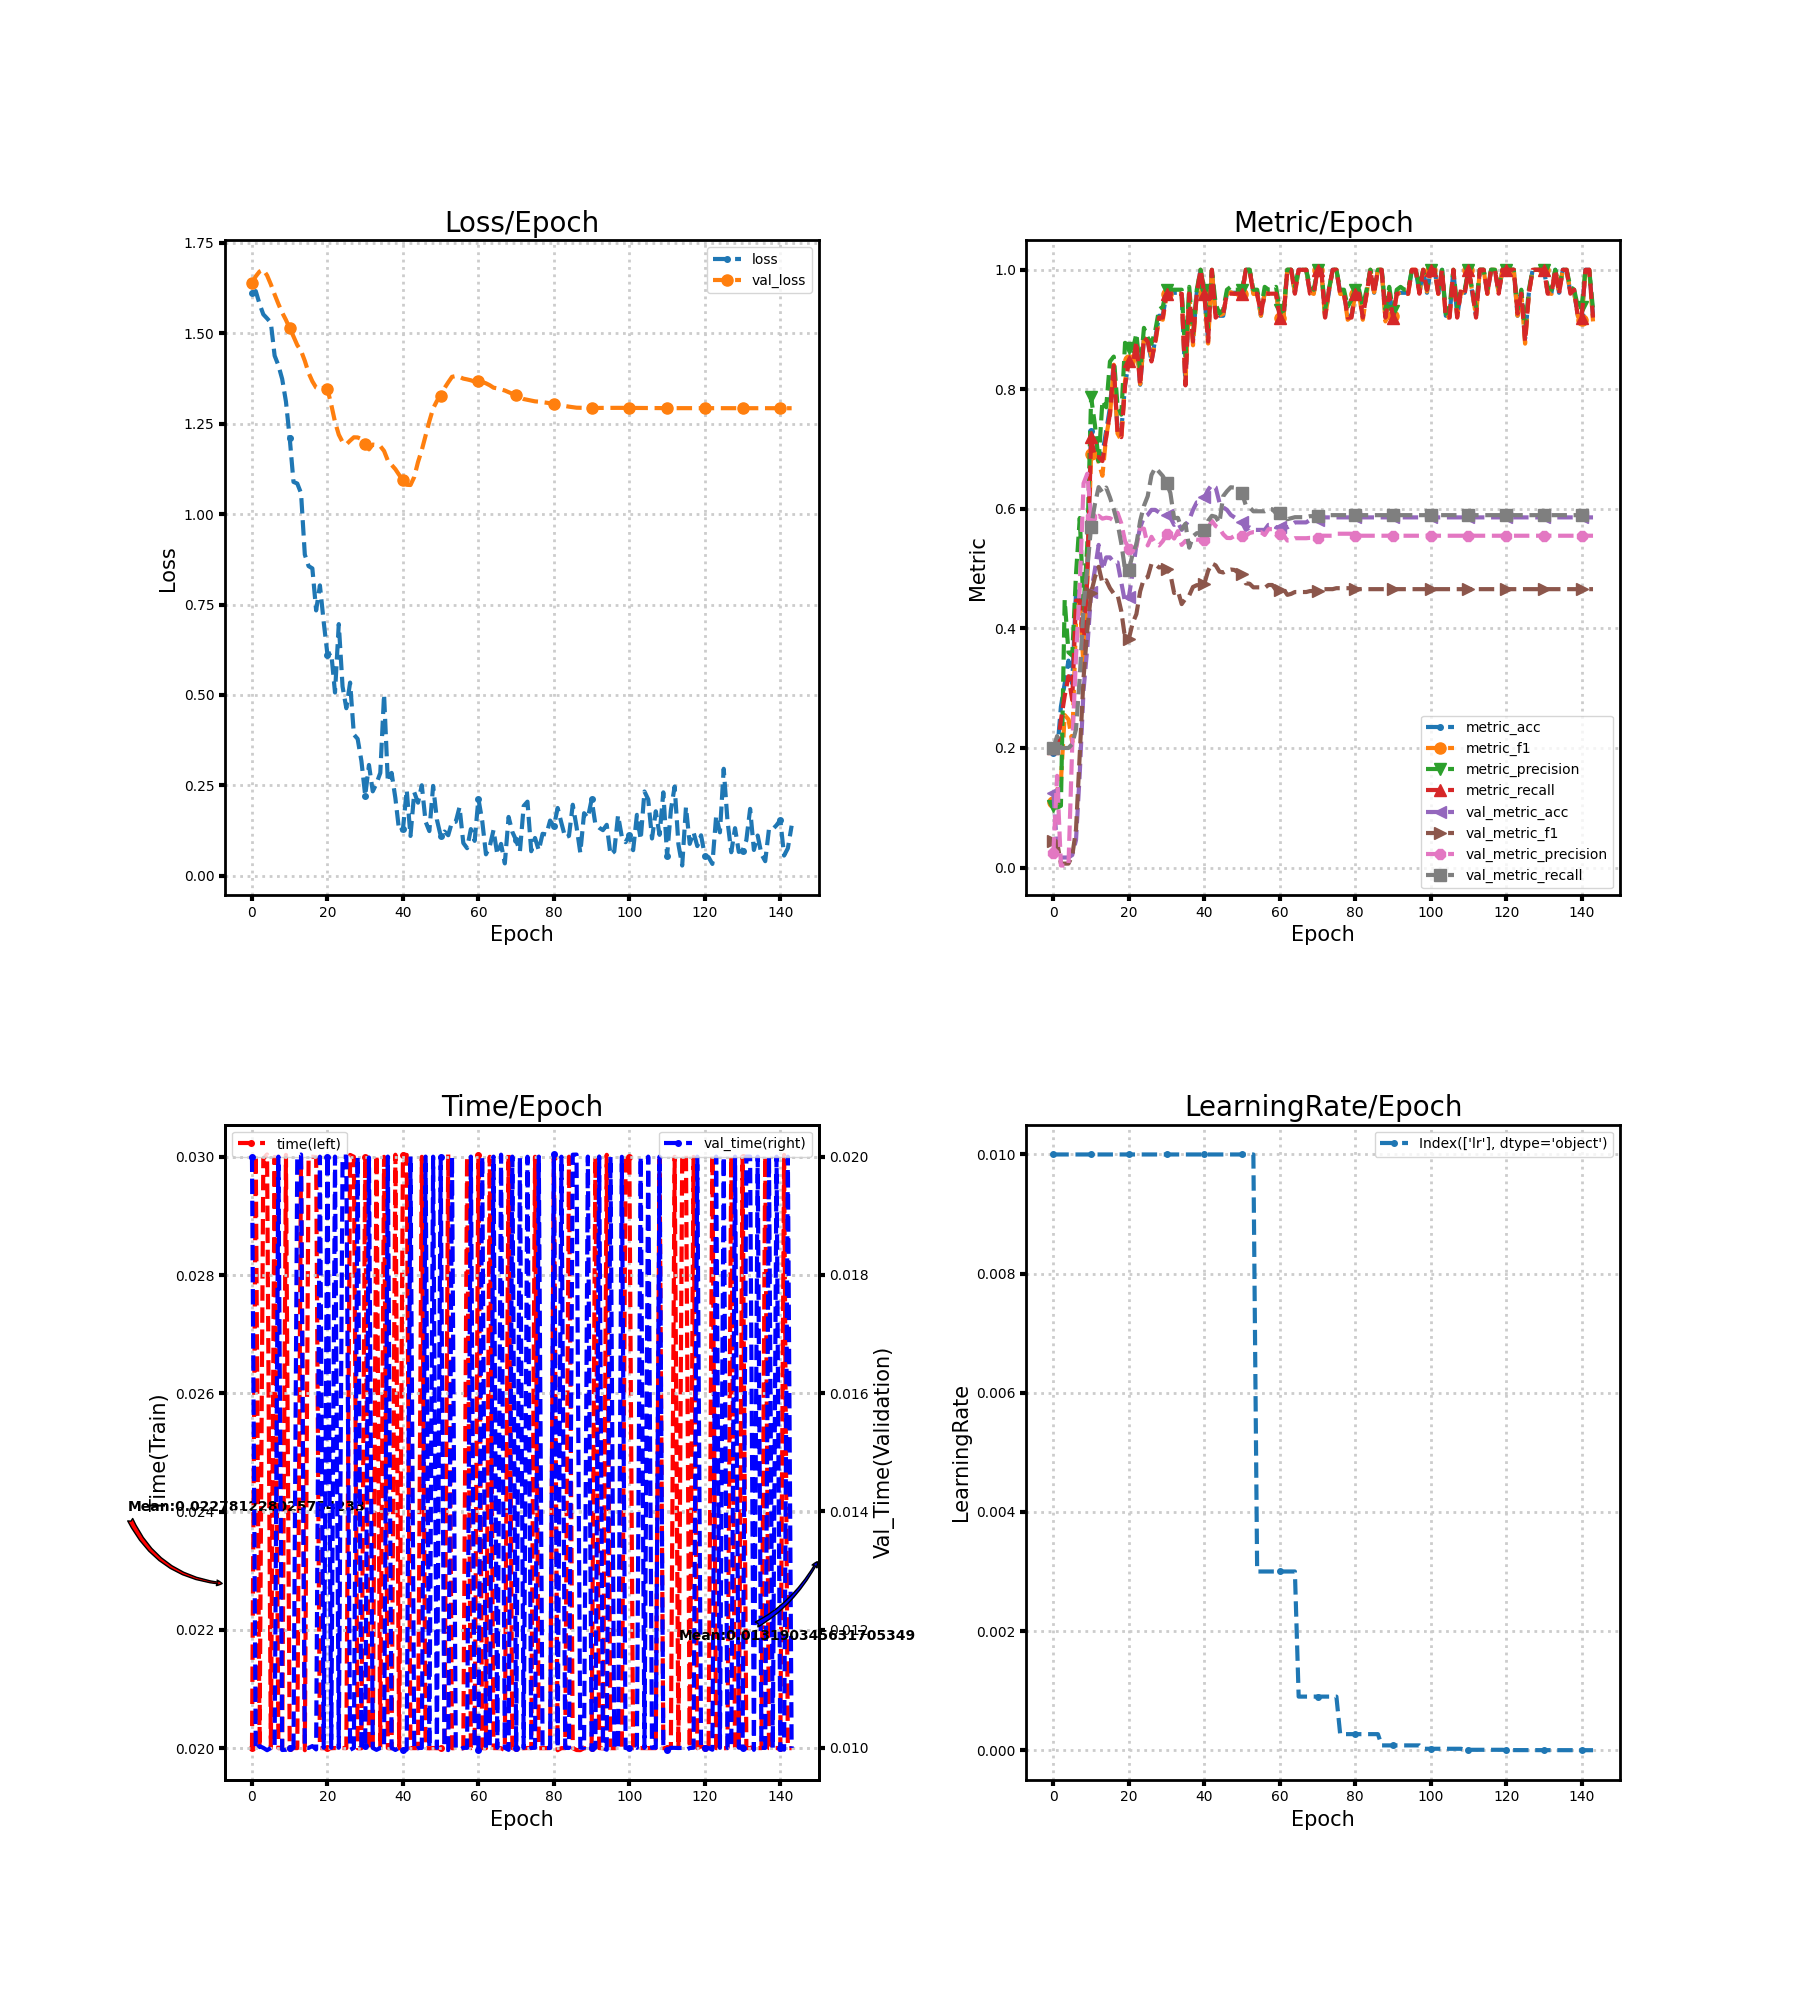 Loss/Epoch
1.75
1.50
1.25
1.00
0.75
0.50
0.25
0.00
Loss
loss
val_loss
0 20 40 60 80 100 120 140
Epoch
Metric/Epoch
1.0
0.8
0.6
0.4
0.2
0.0
Metric
metric_acc
metric_f1
metric_precision
metric_recall
val_metric_acc
val_metric_f1
val_metric_precision
val_metric_recall
0 20 40 60 80 100 120 140
Epoch
Time/Epoch
time(left)
val_time(right)
0.030
0.028
0.026
0.024
0.022
0.020
Time(Train)
0.020
0.018
0.016
0.014
0.012
0.010
Val_Time(Validation)
0 20 40 60 80 100 120 140
Epoch
LearningRate/Epoch
Index(['lr'], dtype='object')
0.010
0.008
0.006
0.004
0.002
0.000
LearningRate
0 20 40 60 80 100 120 140
Epoch